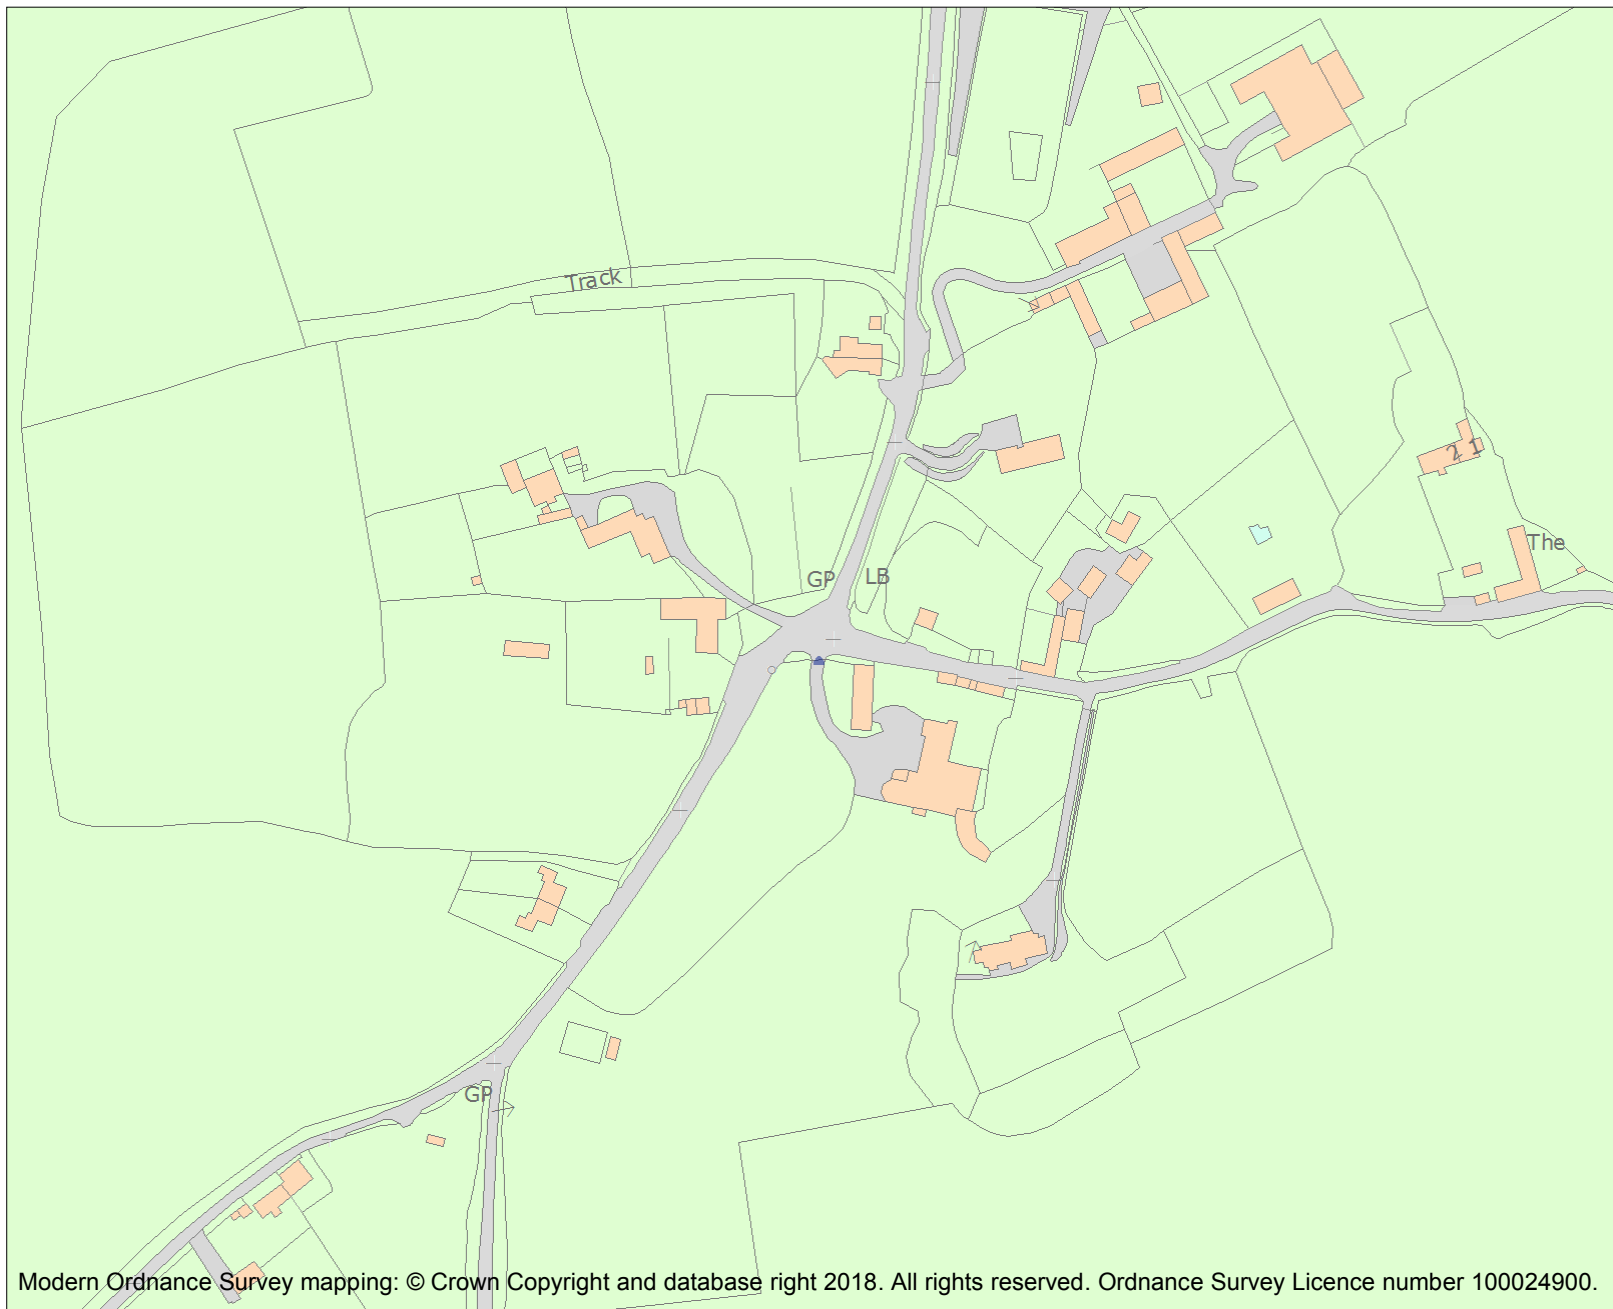 Track
2 1
The
GP
LB
GP
Modern Ordnance Survey mapping: © Crown Copyright and database right 2018. All rights reserved. Ordnance Survey Licence number 100024900.